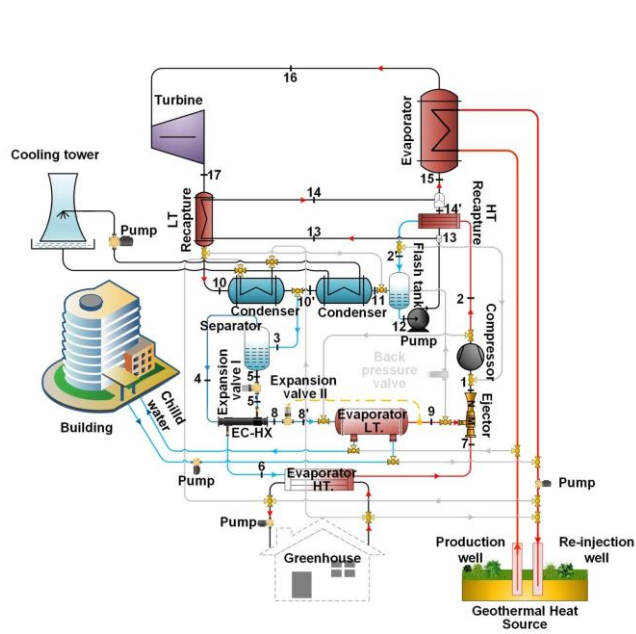 16
Turbine
Evaporator
Cooling tower
17
15
14
14'
HT
Recapture
LT
Recapture
Pump
13
13
2'
Flash tank
10
10'
11
2
Condenser
Condenser
12
Pump
Compressor
Separator
3
Back
pressure
valve
1
4
Expansion
valve I
5
5'
Expansion
valve II
8
8'
Evaporator
LT.
9
Ejector
EC-HX
7
Chilld
water
Building
6
Evaporator
HT.
Pump
Pump
Pump
Greenhouse
Production
well
Re-injection
well
Geothermal Heat
Source